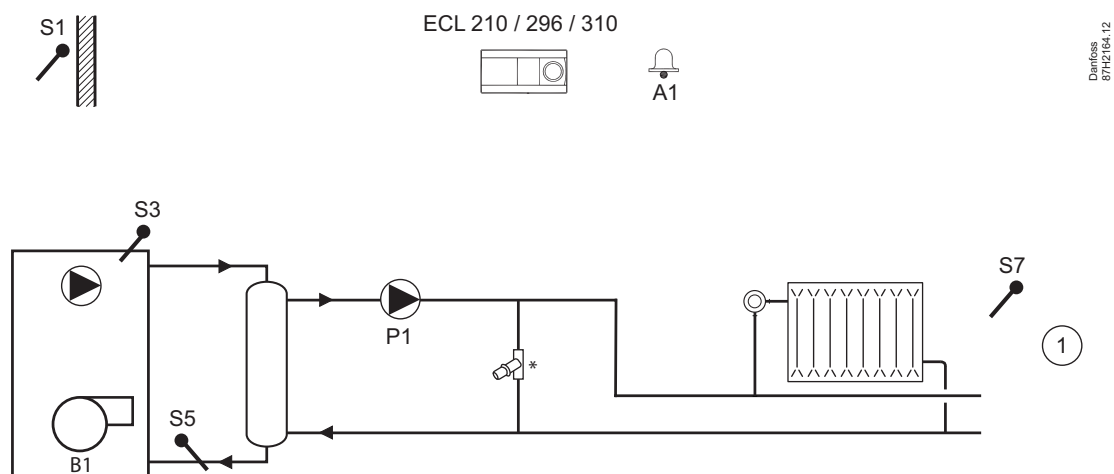 S1
ECL 210 / 296 / 310
A1
Danfoss
87H2164.12
S3
S7
P1
1
*
S5
B1